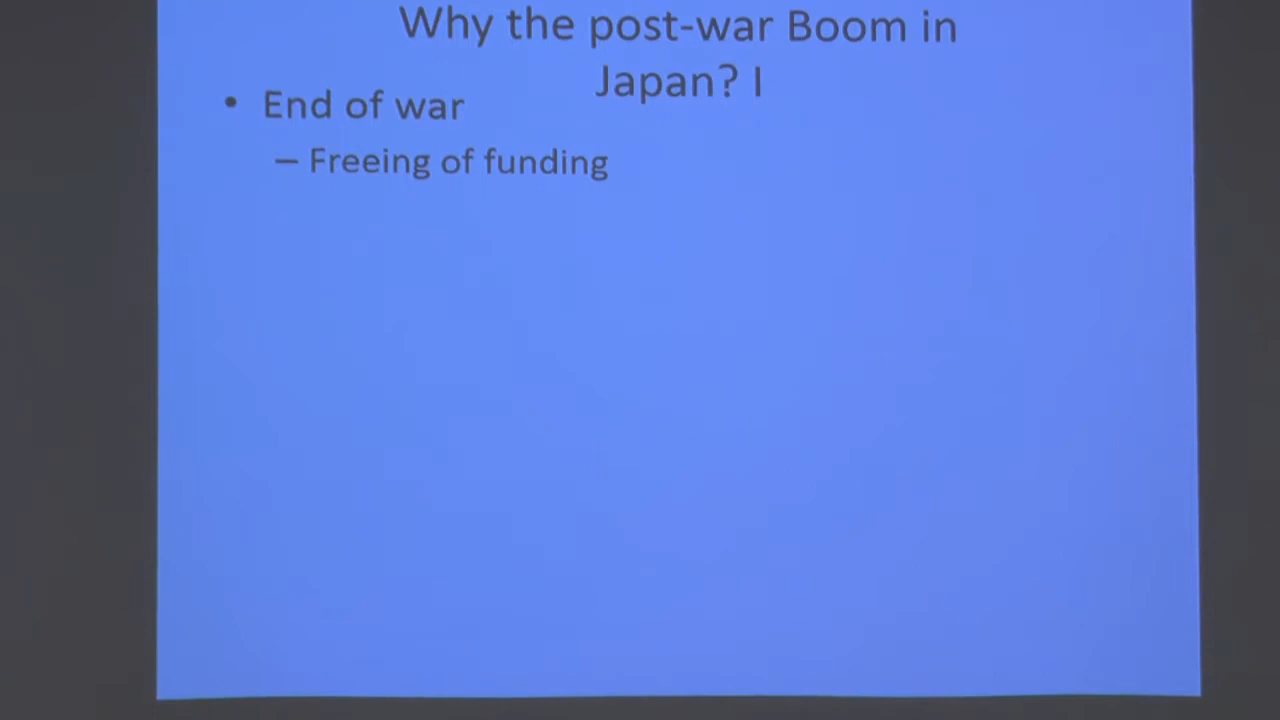 Why the post-war Boom in
Japan? I
• End of war
– Freeing of funding